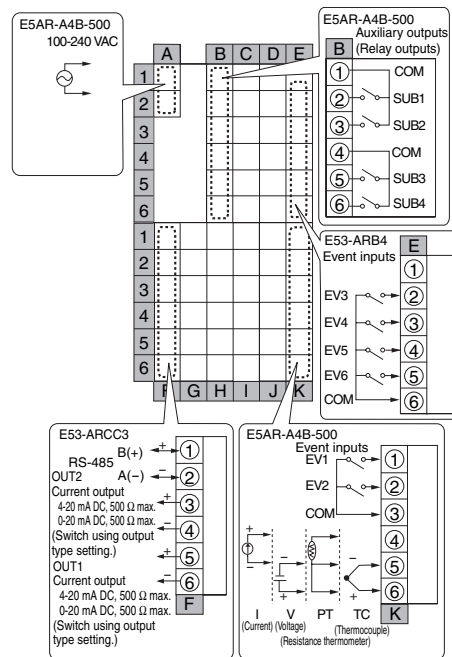 E5AR-A4B-500
100-240 VAC
E5AR-A4B-500
Auxiliary outputs
(Relay outputs)
B
1 COM
2 SUB1
3 SUB2
4 COM
5 SUB3
6 SUB4
A B C D E
1
2
3
4
5
6
1
2
3
4
5
6
F G H I J K
E53-ARB4
Event inputs
E
1
EV3 2
EV4 3
EV5 4
EV6 5
COM 6
E53-ARCC3
RS-485
B(+) 1
A(−) 2
OUT2
Current output
4-20 mA DC, 500 Ω max.
0-20 mA DC, 500 Ω max.
(Switch using output
type setting.)
+ 3
− 4
OUT1
Current output
4-20 mA DC, 500 Ω max.
0-20 mA DC, 500 Ω max.
(Switch using output
type setting.)
+ 5
− 6
F
E5AR-A4B-500
Event inputs
EV1 1
EV2 2
COM 3
4
5
6
K
+ − − + − +
I V PT TC
(Current) (Voltage) (Thermocouple)
(Resistance thermometer)